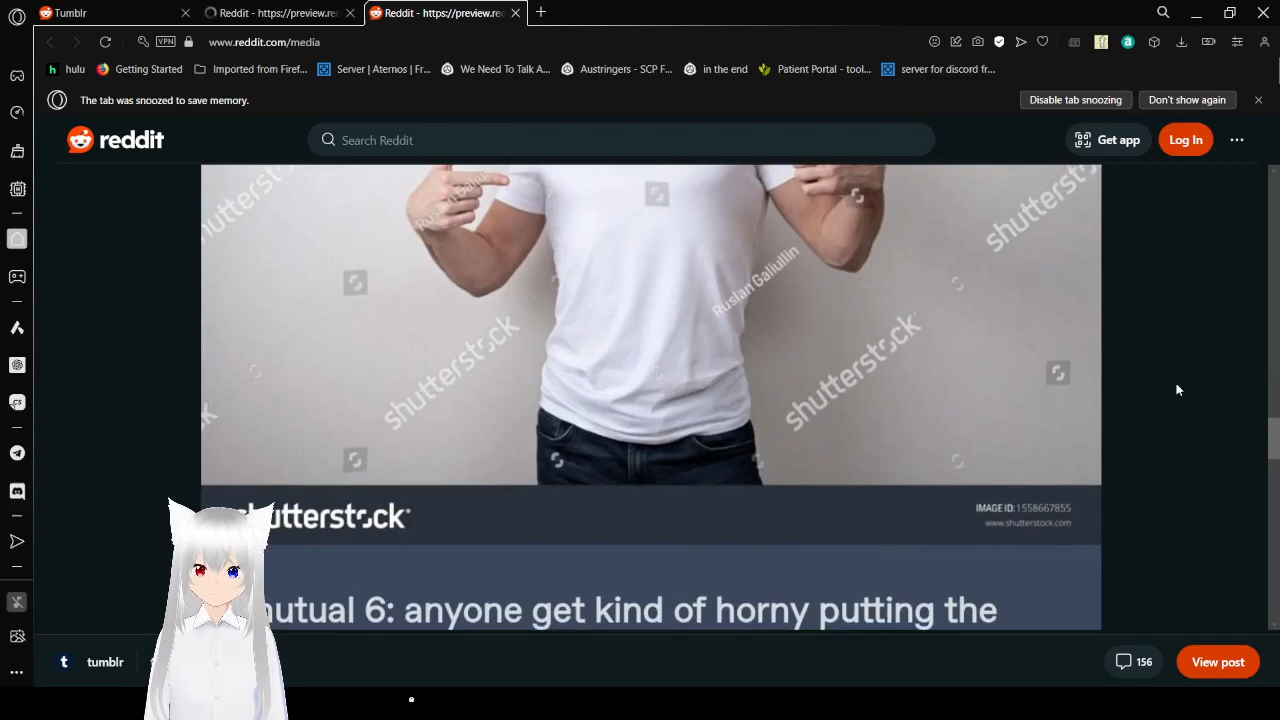 Tumblr
Reddit - https://preview.re
Reddit - https://preview.rec
VPN
www.reddit.com/media
hulu
Getting Started
Imported from Firef...
Server | Aternos | Fr...
We Need To Talk A...
Austringers - SCP F...
in the end
Patient Portal - tool...
server for discord fr...
The tab was snoozed to save memory.
Disable tab snoozing
Don't show again
reddit
Search Reddit
Get app
Log In
shutterstock
Ruslan Galiullin
shutterstock
shutterstock
Ruslan Galiullin
shutterstock
shutterstock
shutterstock
IMAGE ID: 1558667855
www.shutterstock.com
mutual 6: anyone get kind of horny putting the
tumblr
156
View post